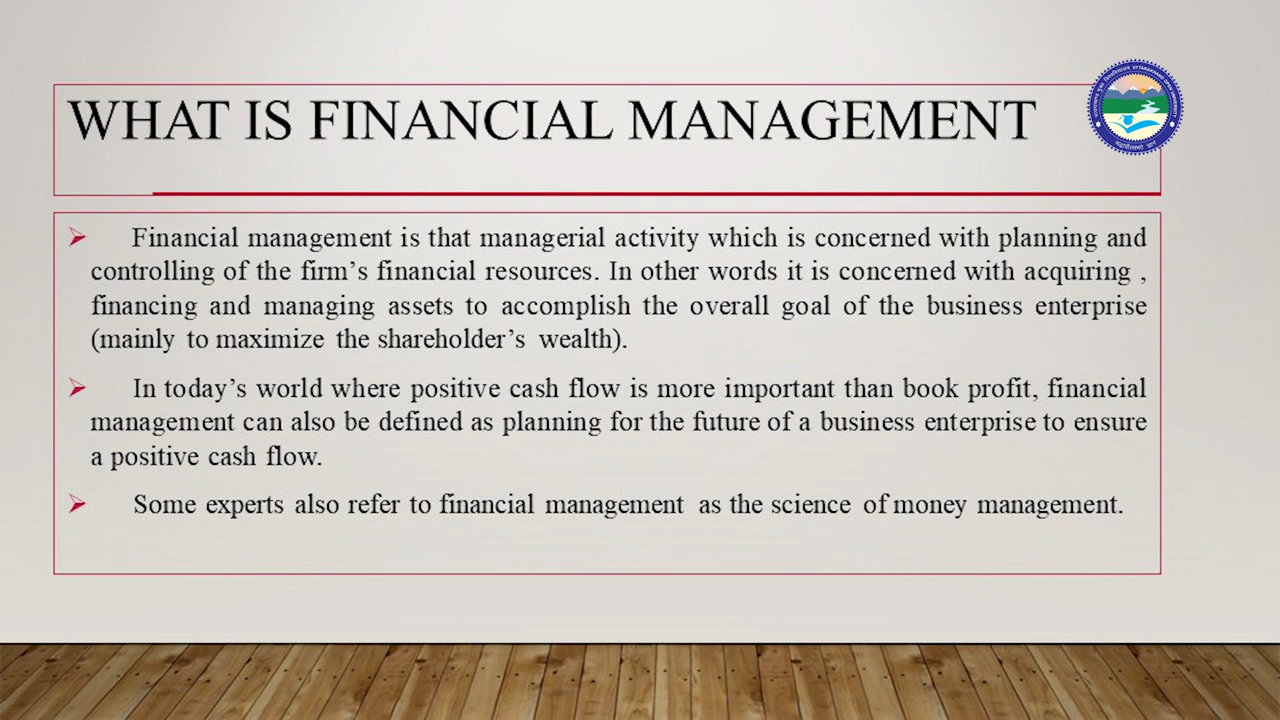 WHAT IS FINANCIAL MANAGEMENT
➢ Financial management is that managerial activity which is concerned with planning and
controlling of the firm’s financial resources. In other words it is concerned with acquiring ,
financing and managing assets to accomplish the overall goal of the business enterprise
(mainly to maximize the shareholder’s wealth).
➢ In today’s world where positive cash flow is more important than book profit, financial
management can also be defined as planning for the future of a business enterprise to ensure
a positive cash flow.
➢ Some experts also refer to financial management as the science of money management.